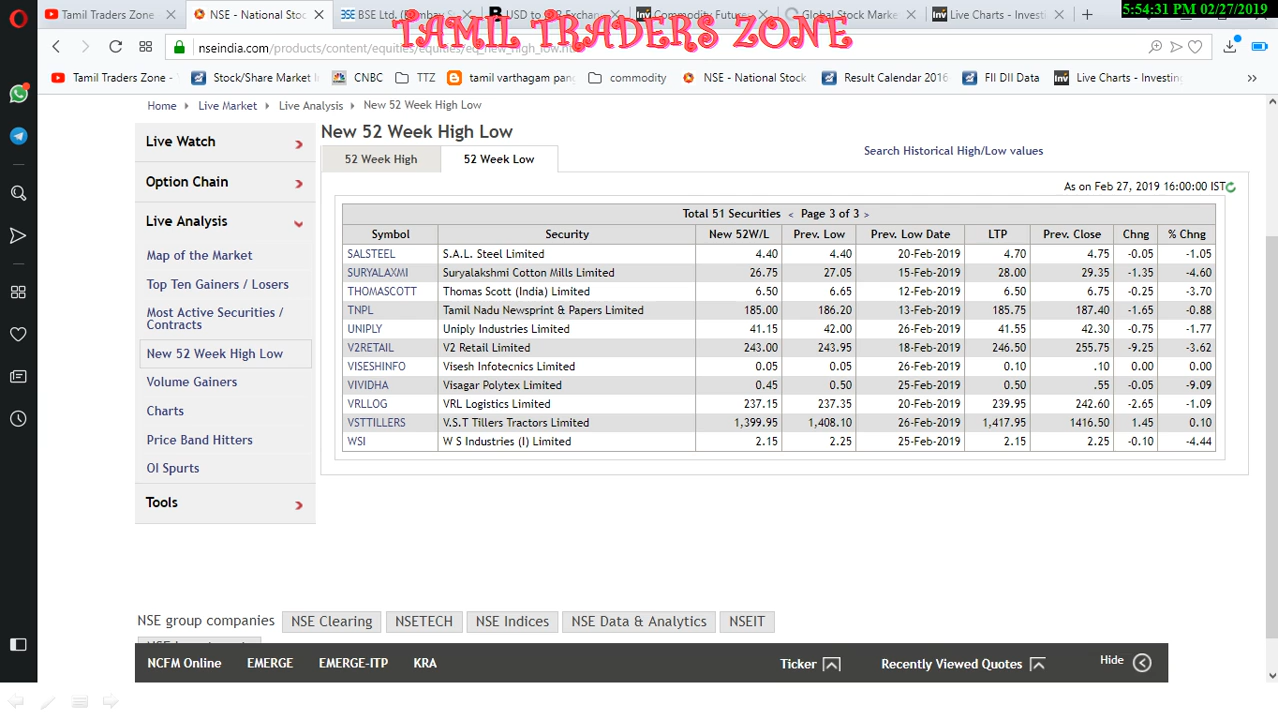 Tamil Traders Zone
NSE - National Stoc
BSE Ltd. (Bombay S
USD to Exchan
Commodity Futur
Global Stock Marke
Live Charts - Investi
5:54:31 PM 02/27/2019
TAMIL TRADERS ZONE
nseindia.com/products/content/equities/equities/eq_new_high_low.htm
Tamil Traders Zone -
Stock/Share Market I
CNBC
TTZ
tamil varthagam pan
commodity
NSE - National Stock
Result Calendar 2016
FII DII Data
Live Charts - Investing
Home Live Market Live Analysis New 52 Week High Low
Live Watch
Option Chain
Live Analysis
Map of the Market
Top Ten Gainers / Losers
Most Active Securities /
Contracts
New 52 Week High Low
Volume Gainers
Charts
Price Band Hitters
OI Spurts
Tools
New 52 Week High Low
52 Week High 52 Week Low
Search Historical High/Low values
As on Feb 27, 2019 16:00:00 IST
Total 51 Securities < Page 3 of 3 >
Symbol Security New 52W/L Prev. Low Prev. Low Date LTP Prev. Close Chng % Chng
SALSTEEL S.A.L. Steel Limited 4.40 4.40 20-Feb-2019 4.70 4.75 -0.05 -1.05
SURYALAXMI Suryalakshmi Cotton Mills Limited 26.75 27.05 15-Feb-2019 28.00 29.35 -1.35 -4.60
THOMASCOTT Thomas Scott (India) Limited 6.50 6.65 12-Feb-2019 6.50 6.75 -0.25 -3.70
TNPL Tamil Nadu Newsprint & Papers Limited 185.00 186.20 13-Feb-2019 185.75 187.40 -1.65 -0.88
UNIPLY Uniply Industries Limited 41.15 42.00 26-Feb-2019 41.55 42.30 -0.75 -1.77
V2RETAIL V2 Retail Limited 243.00 243.95 18-Feb-2019 246.50 255.75 -9.25 -3.62
VISESHINFO Visesh Infotecnics Limited 0.05 0.05 26-Feb-2019 0.10 .10 0.00 0.00
VIVIDHA Visagar Polytex Limited 0.45 0.50 25-Feb-2019 0.50 .55 -0.05 -9.09
VRLLOG VRL Logistics Limited 237.15 237.35 20-Feb-2019 239.95 242.60 -2.65 -1.09
VSTTILLERS V.S.T Tillers Tractors Limited 1,399.95 1,408.10 26-Feb-2019 1,417.95 1416.50 1.45 0.10
WSI W S Industries (I) Limited 2.15 2.25 25-Feb-2019 2.15 2.25 -0.10 -4.44
NSE group companies NSE Clearing NSETECH NSE Indices NSE Data & Analytics NSEIT
NCFM Online EMERGE EMERGE-ITP KRA Ticker Recently Viewed Quotes Hide